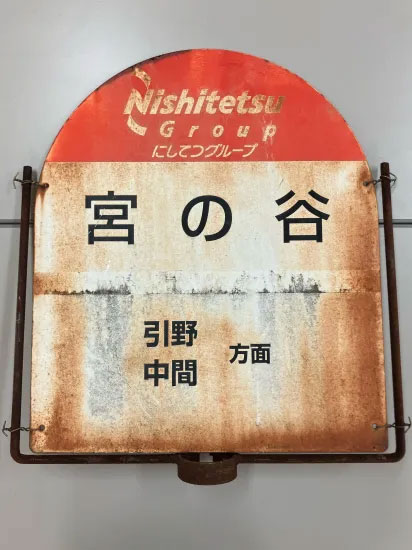 Nishitetsu
Group
にしてつグループ
宮の谷
引野
中間
方面